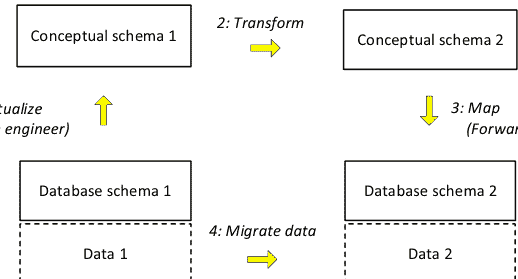 2: Transform
Conceptual schema 1
Conceptual schema 2
engineer)
3: Map
Database schema 1
Database schema 2
4: Migrate data
Data 1
Data 2